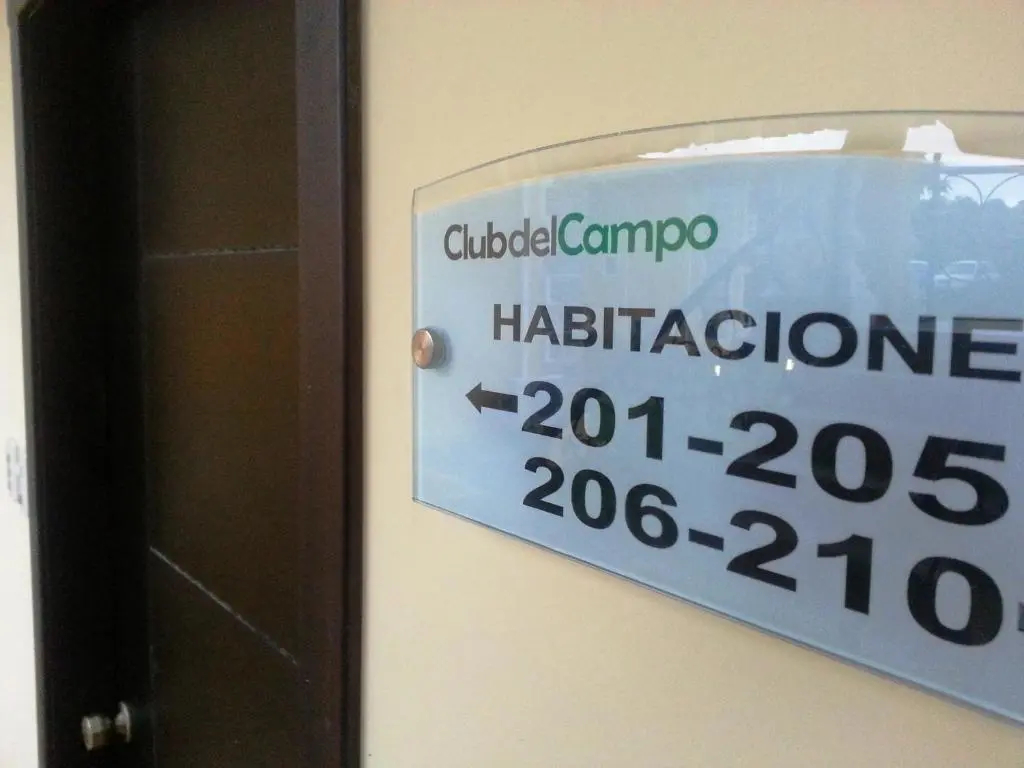 ClubdelCampo
HABITACIONE
←201-205
206-210-